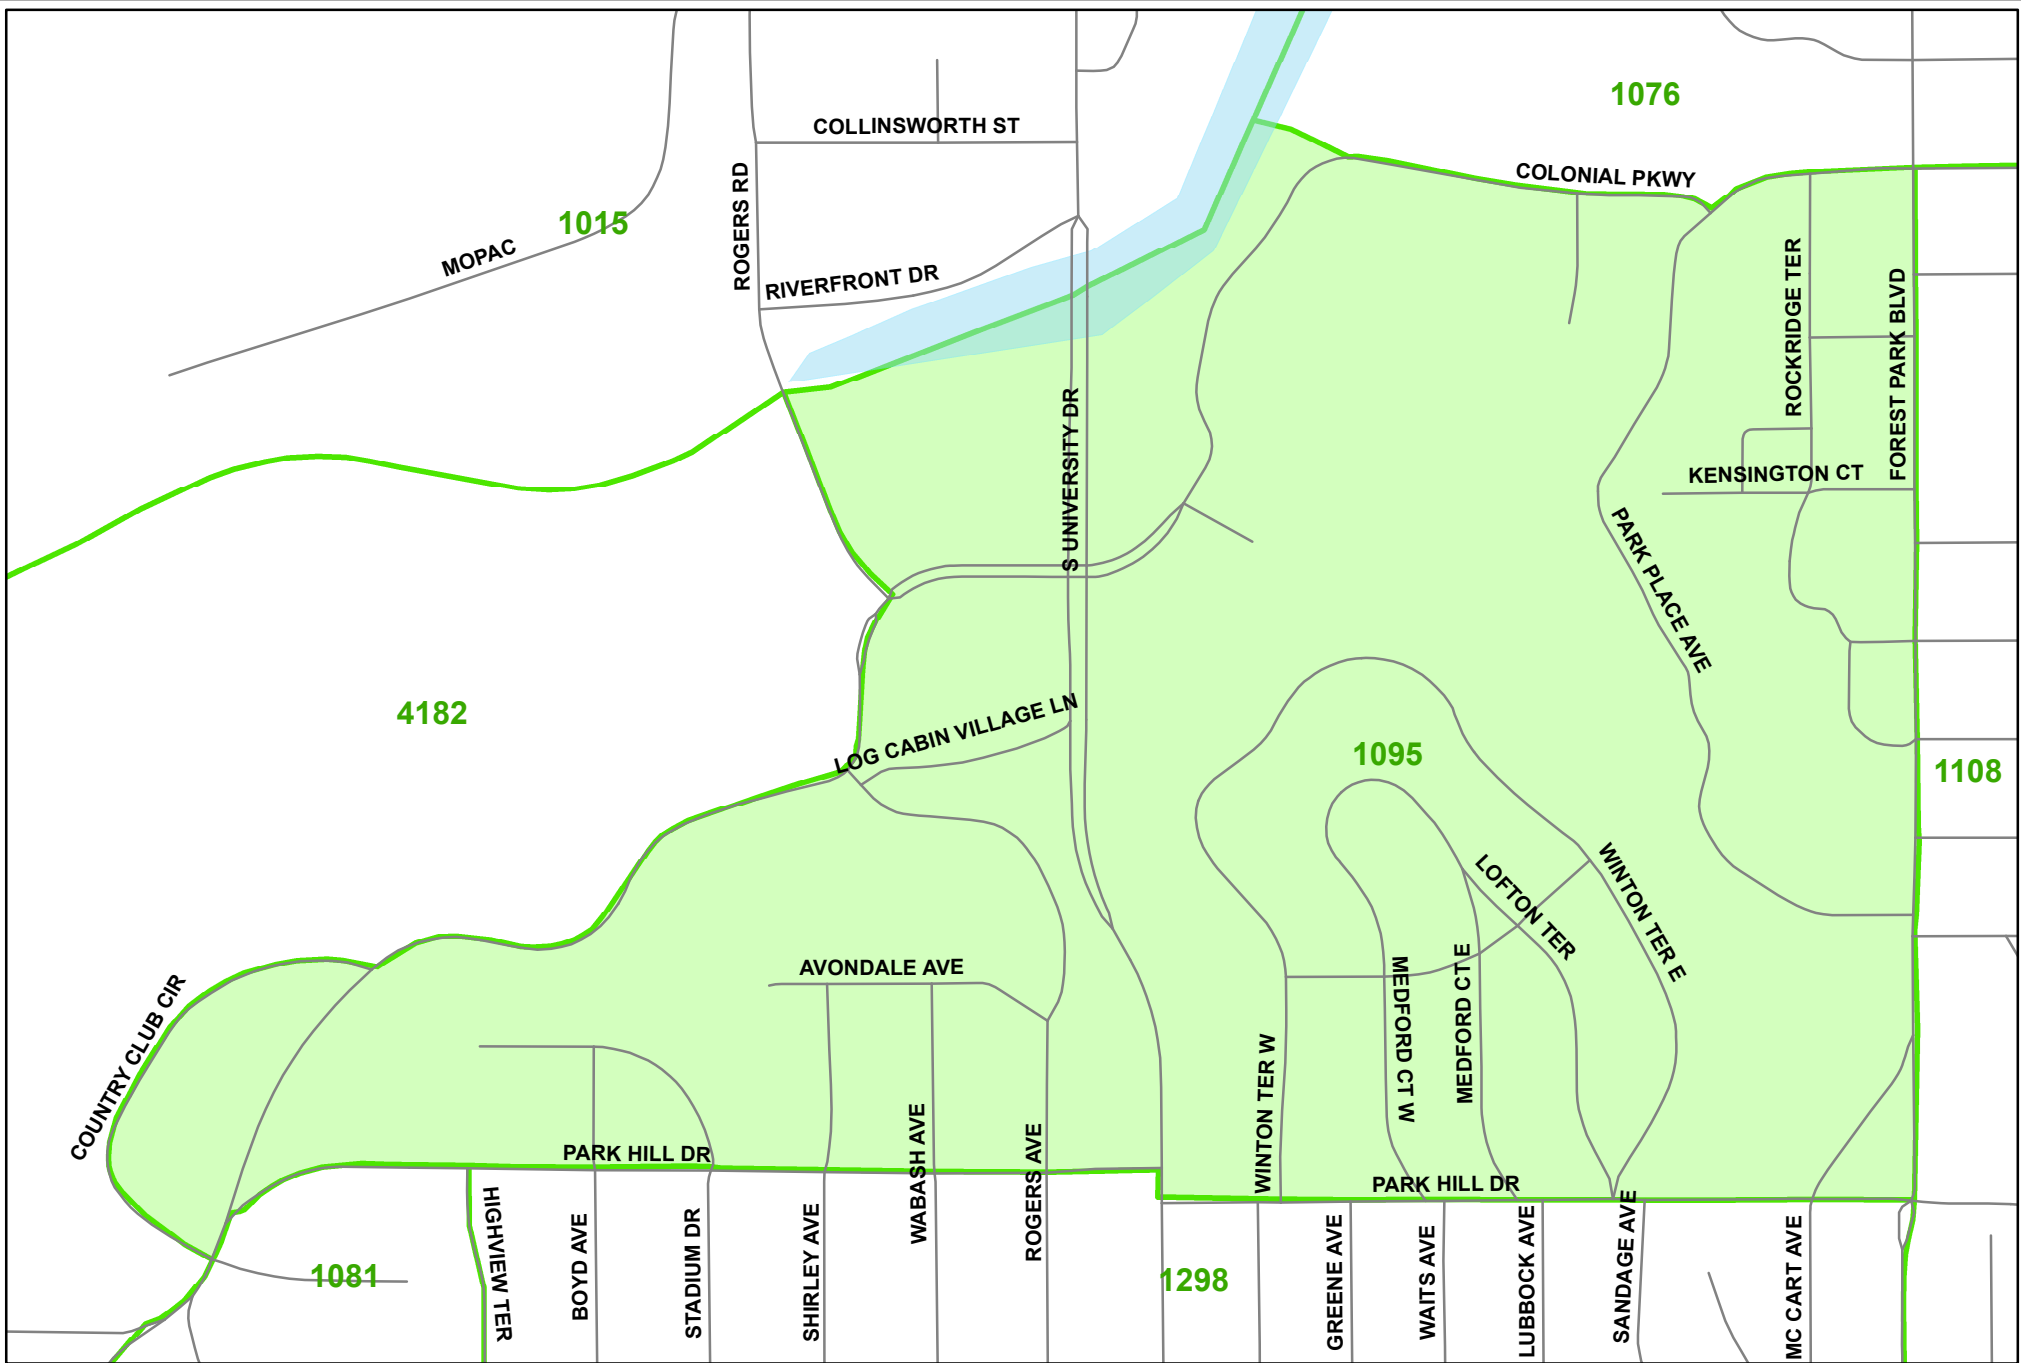 1076
COLLINSWORTH ST
COLONIAL PKWY
ROGERS RD
1015
MOPAC
RIVERFRONT DR
ROCKRIDGE TER
FOREST PARK BLVD
S UNIVERSITY DR
KENSINGTON CT
PARK PLACE AVE
4182
LOG CABIN VILLAGE LN
1095
1108
LOFTON TER
WINTON TER E
AVONDALE AVE
COUNTRY CLUB CIR
MEDFORD CT W
MEDFORD CT E
WINTON TER W
PARK HILL DR
PARK HILL DR
WABASH AVE
ROGERS AVE
HIGHVIEW TER
BOYD AVE
STADIUM DR
SHIRLEY AVE
1081
1298
GREENE AVE
WAITS AVE
LUBBOCK AVE
SANDAGE AVE
MC CART AVE